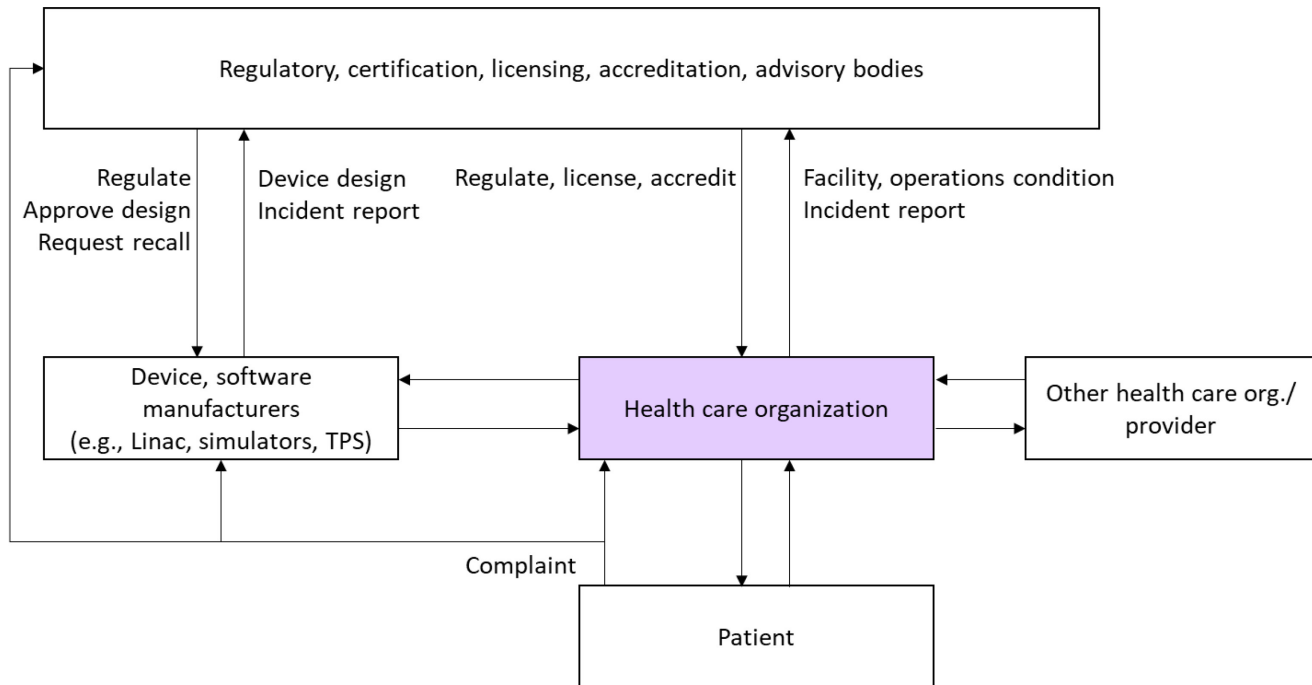 Regulatory, certification, licensing, accreditation, advisory bodies
Regulate
Approve design
Request recall
Device design
Incident report
Regulate, license, accredit
Facility, operations condition
Incident report
Device, software
manufacturers
(e.g., Linac, simulators, TPS)
Health care organization
Other health care org./
provider
Complaint
Patient